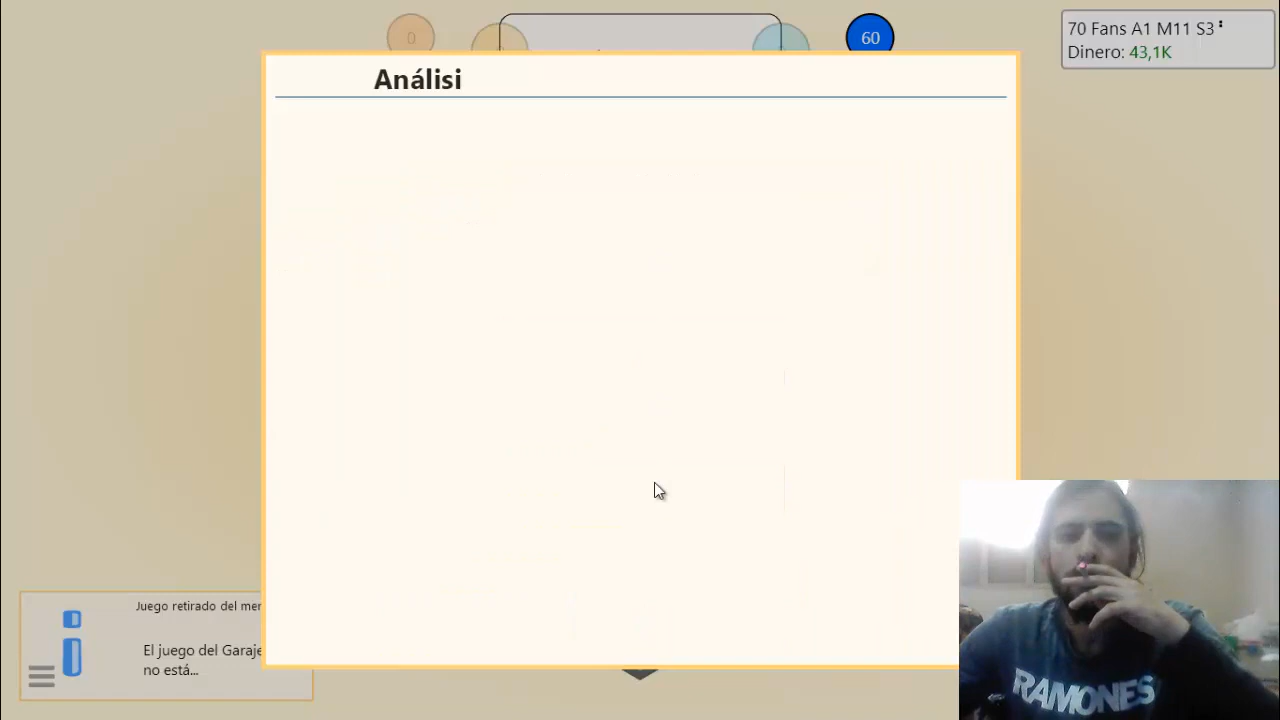 0
60
70 Fans A1 M11 S3
Dinero: 43,1K
Análisi
Juego retirado del mer
El juego del Garaje
no está...
RAMONES